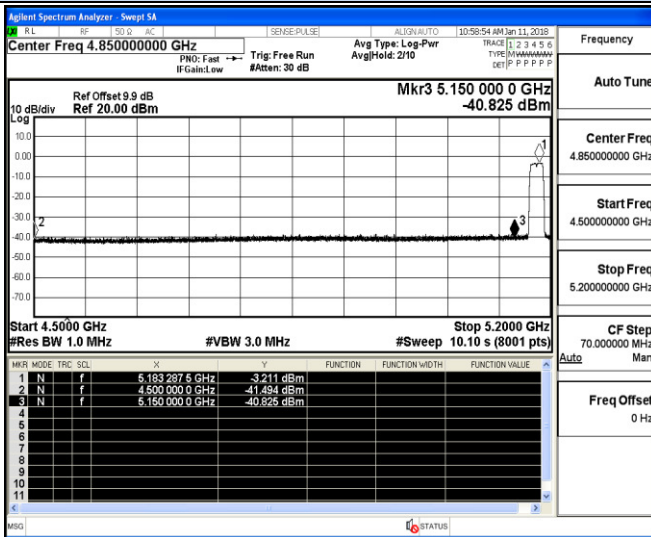 Agilent Spectrum Analyzer - Swept SA
RL RF 50 Ω AC SENSE:PULSE ALIGN AUTO 10:58:54 AM Jan 11, 2018
Center Freq 4.850000000 GHz
PNO: Fast
IFGain:Low
Trig: Free Run
#Atten: 30 dB
Avg Type: Log-Pwr
Avg|Hold: 2/10
TRACE 1 2 3 4 5 6
TYPE MWWWWW
DET P P P P P P
Ref Offset 9.9 dB
Ref 20.00 dBm
10 dB/div
Log
Mkr3 5.150 000 0 GHz
-40.825 dBm
10.0
0.00
-10.0
-20.0
-30.0
-40.0
-50.0
-60.0
-70.0
1
2
3
Start 4.5000 GHz
Stop 5.2000 GHz
#Res BW 1.0 MHz #VBW 3.0 MHz #Sweep 10.10 s (8001 pts)
MKR MODE TRC SCL X Y FUNCTION FUNCTION WIDTH FUNCTION VALUE
1 N f 5.183 287 5 GHz -3.211 dBm
2 N f 4.500 000 0 GHz -41.494 dBm
3 N f 5.150 000 0 GHz -40.825 dBm
4
5
6
7
8
9
10
11
MSG STATUS
Frequency
Auto Tune
Center Freq
4.850000000 GHz
Start Freq
4.500000000 GHz
Stop Freq
5.200000000 GHz
CF Step
70.000000 MHz
Auto Man
Freq Offset
0 Hz